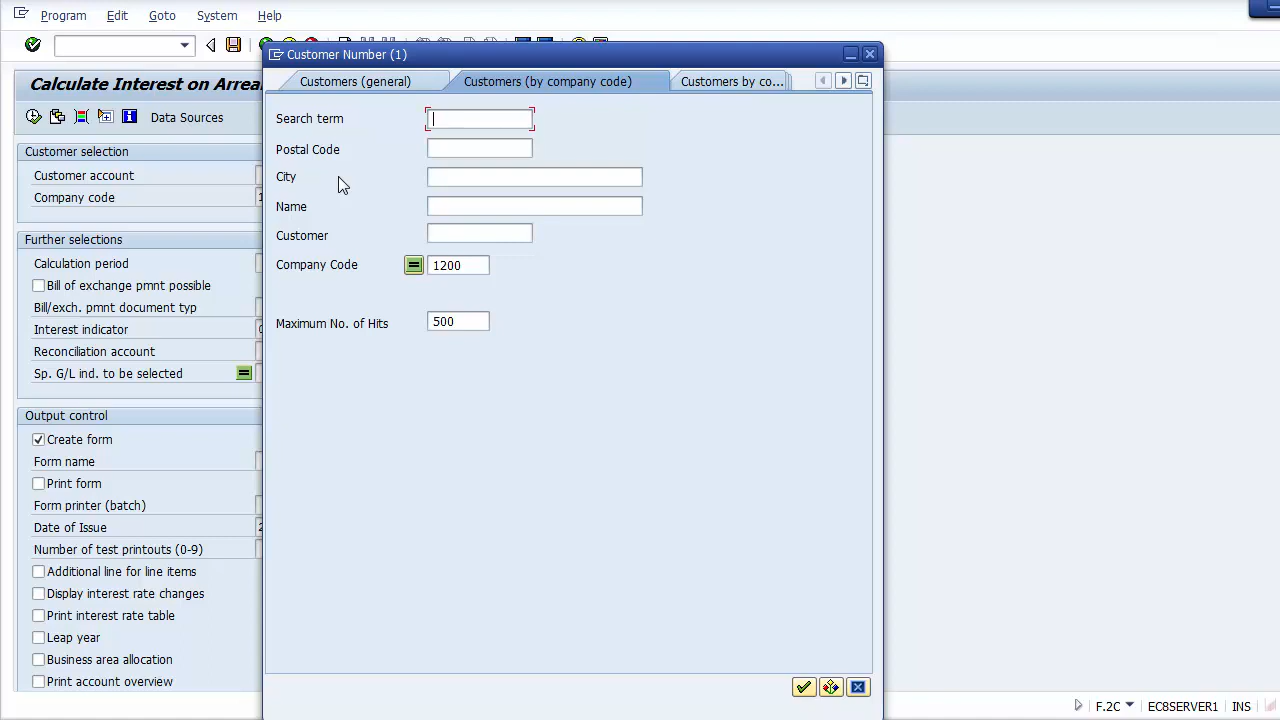 Program Edit Goto System Help
Customer Number (1)
Calculate Interest on Arrea
Customers (general) Customers (by company code) Customers by co...
Data Sources
Search term
Customer selection
Postal Code
Customer account
City
Company code 1
Name
Further selections
Customer
Calculation period
Company Code 1200
Bill of exchange pmnt possible
Bill/exch. pmnt document typ
Maximum No. of Hits 500
Interest indicator 0
Reconciliation account
Sp. G/L ind. to be selected
Output control
Create form
Form name
Print form
Form printer (batch)
Date of Issue 2
Number of test printouts (0-9)
Additional line for line items
Display interest rate changes
Print interest rate table
Leap year
Business area allocation
Print account overview
F.2C EC8SERVER1 INS